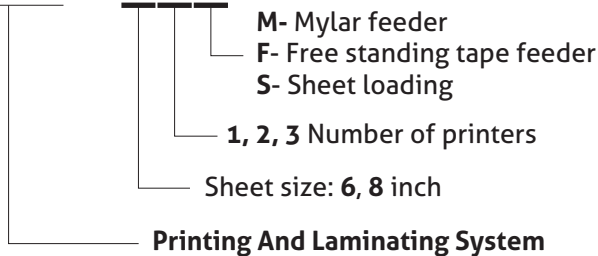 M- Mylar feeder
F- Free standing tape feeder
S- Sheet loading
1, 2, 3 Number of printers
Sheet size: 6, 8 inch
Printing And Laminating System